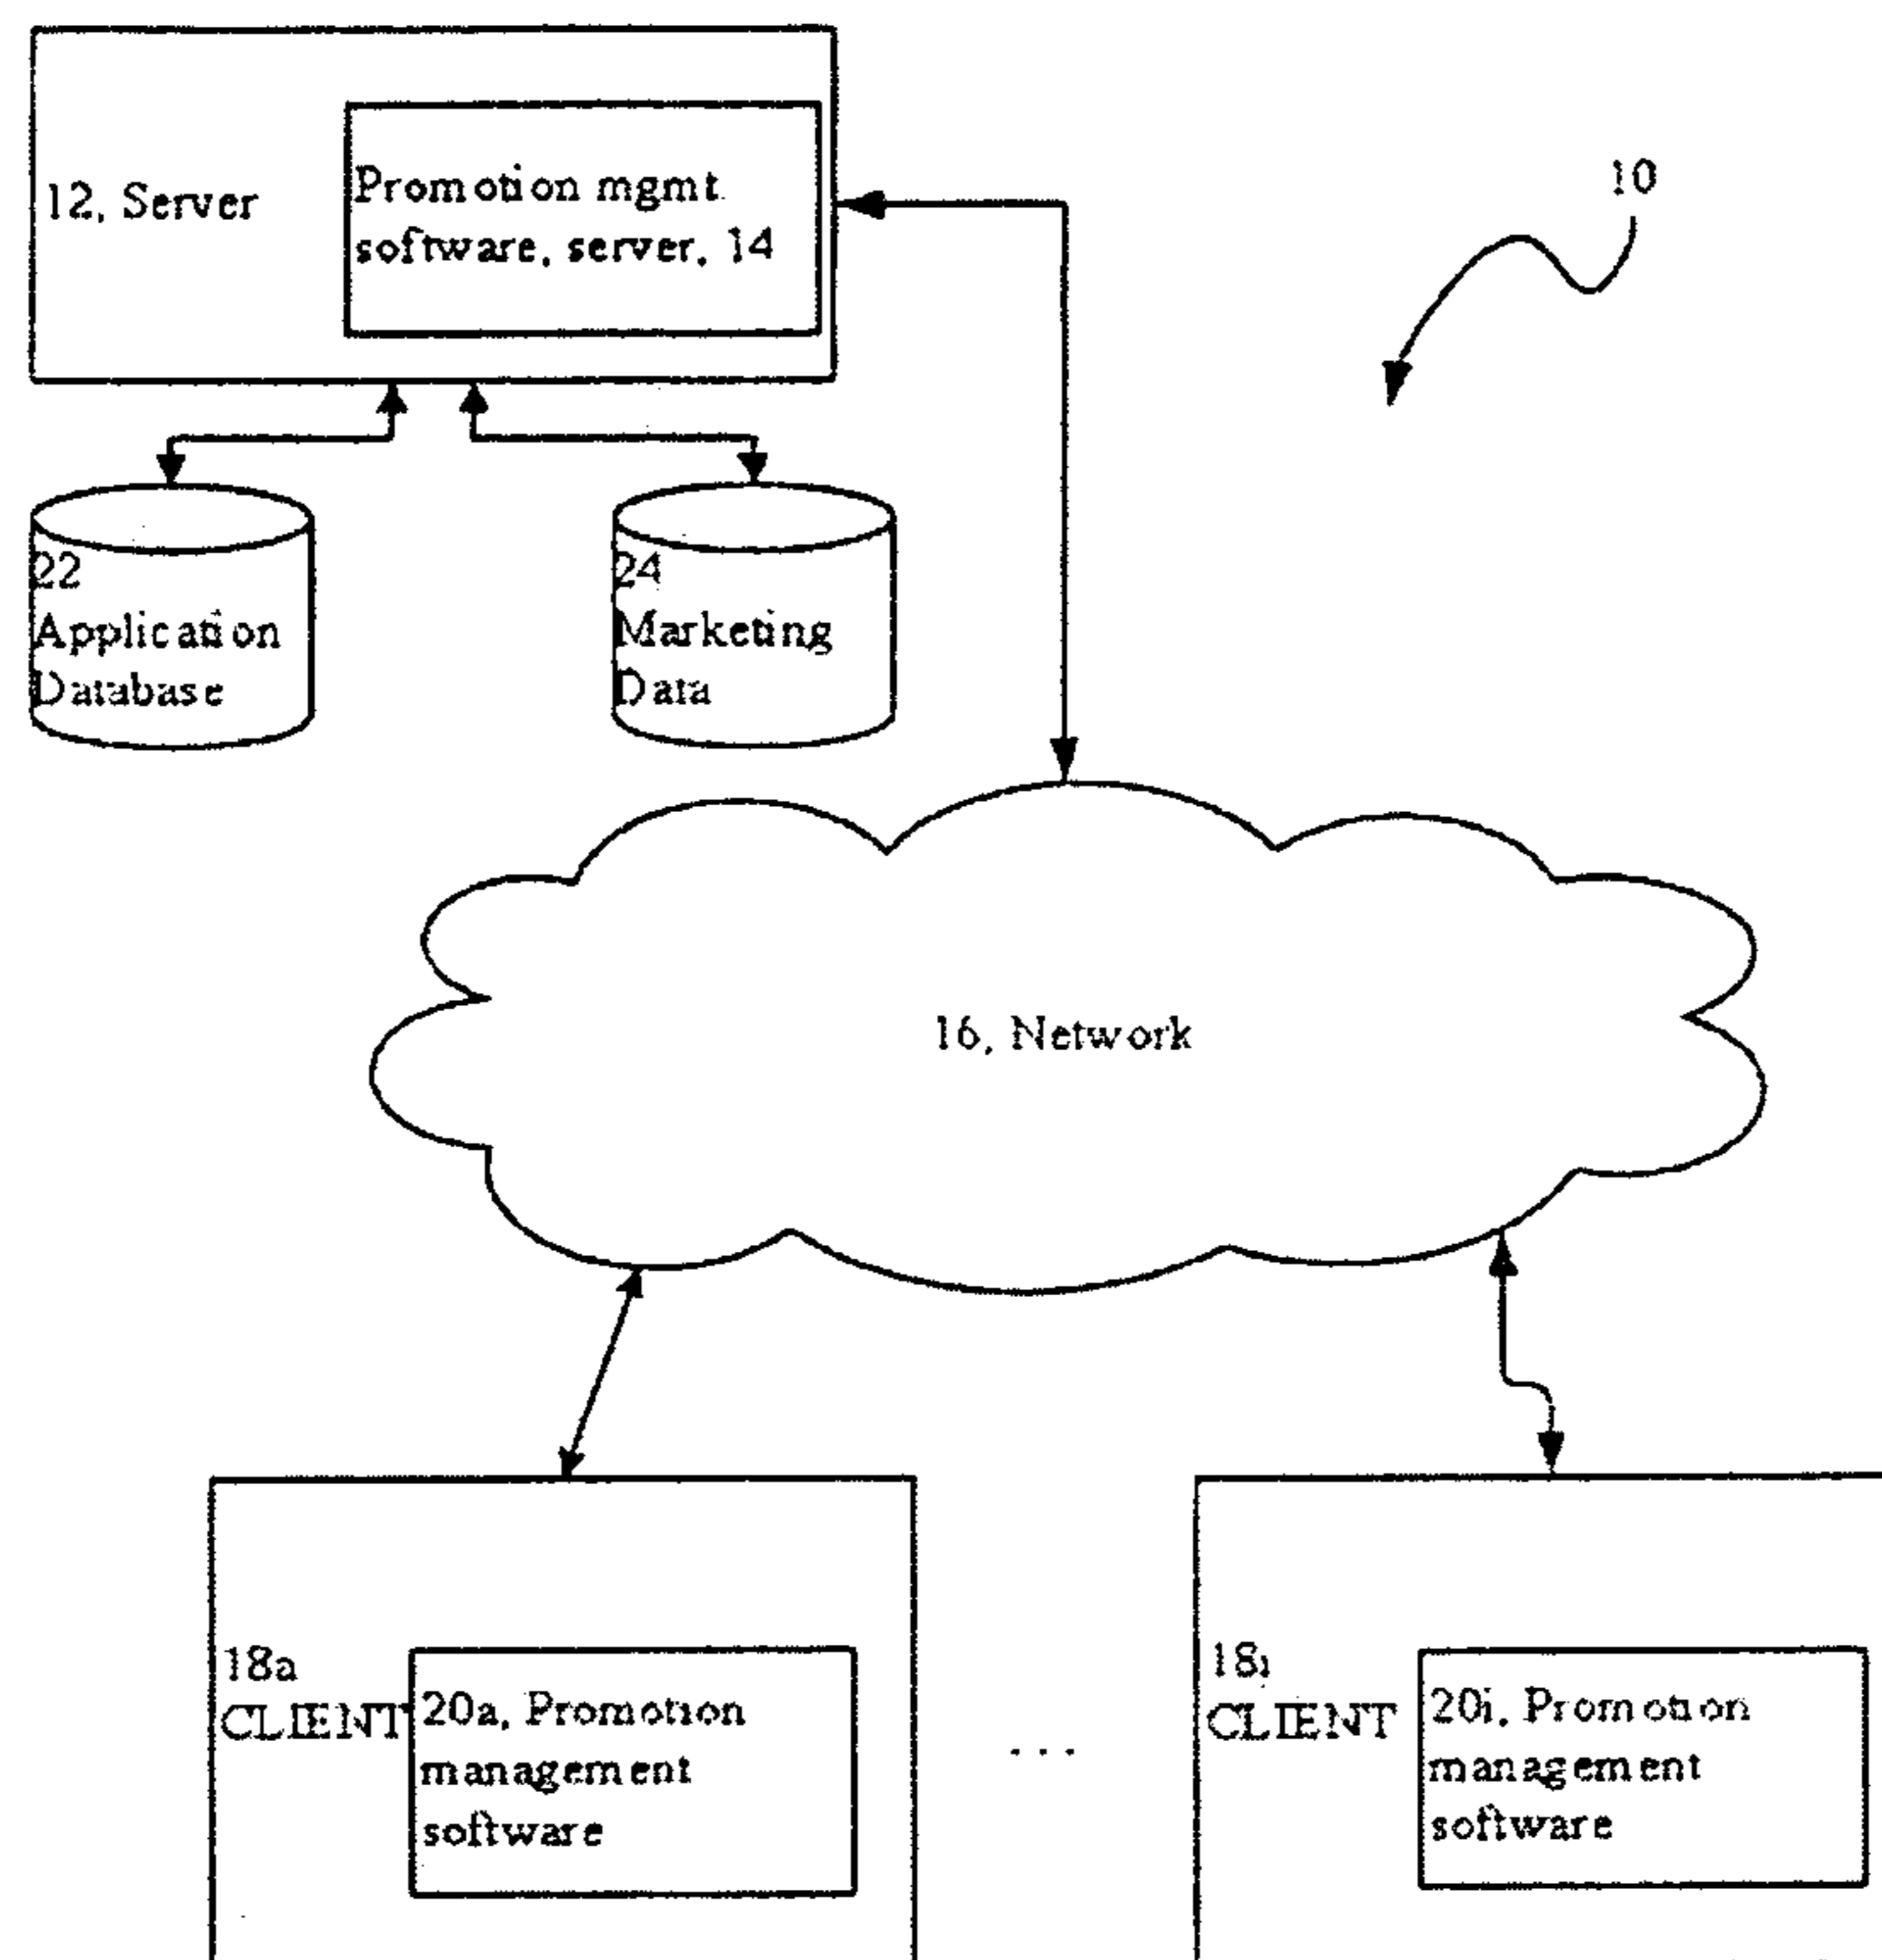 12, Server
Promotion mgmt
software, server, 14
10
22
Application
Database
24
Marketing
Data
16, Network
18a
CLIENT
20a, Promotion
management
software
...
18i
CLIENT
20i, Promotion
management
software